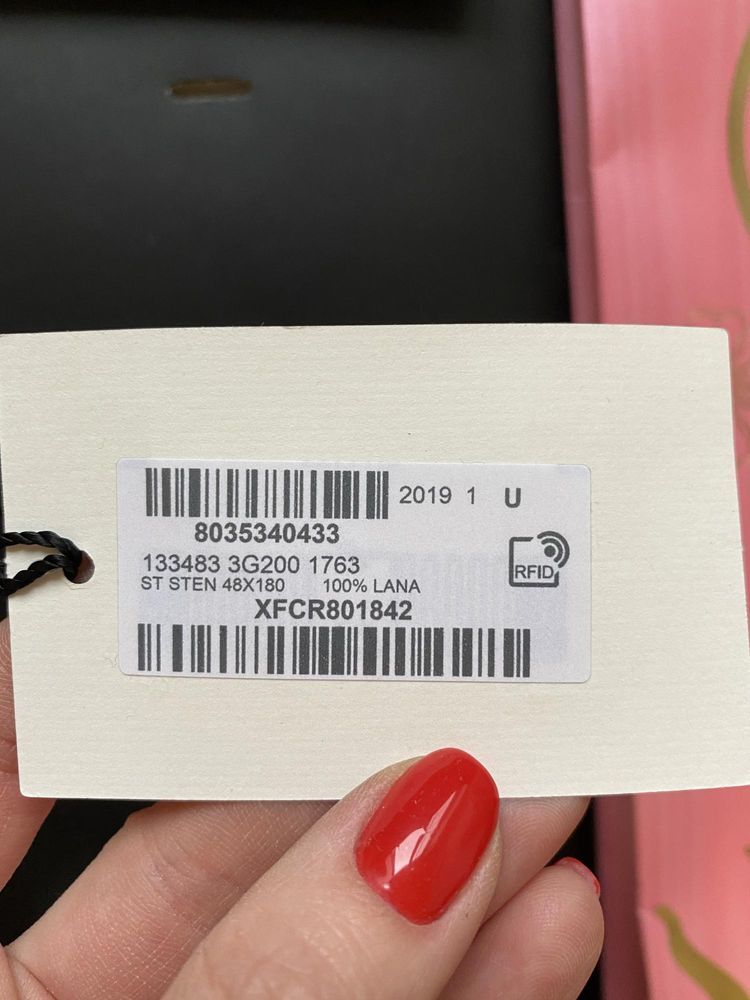 2019 1 U
8035340433
133483 3G200 1763
RFID
ST STEN 48X180 100% LANA
XFCR801842